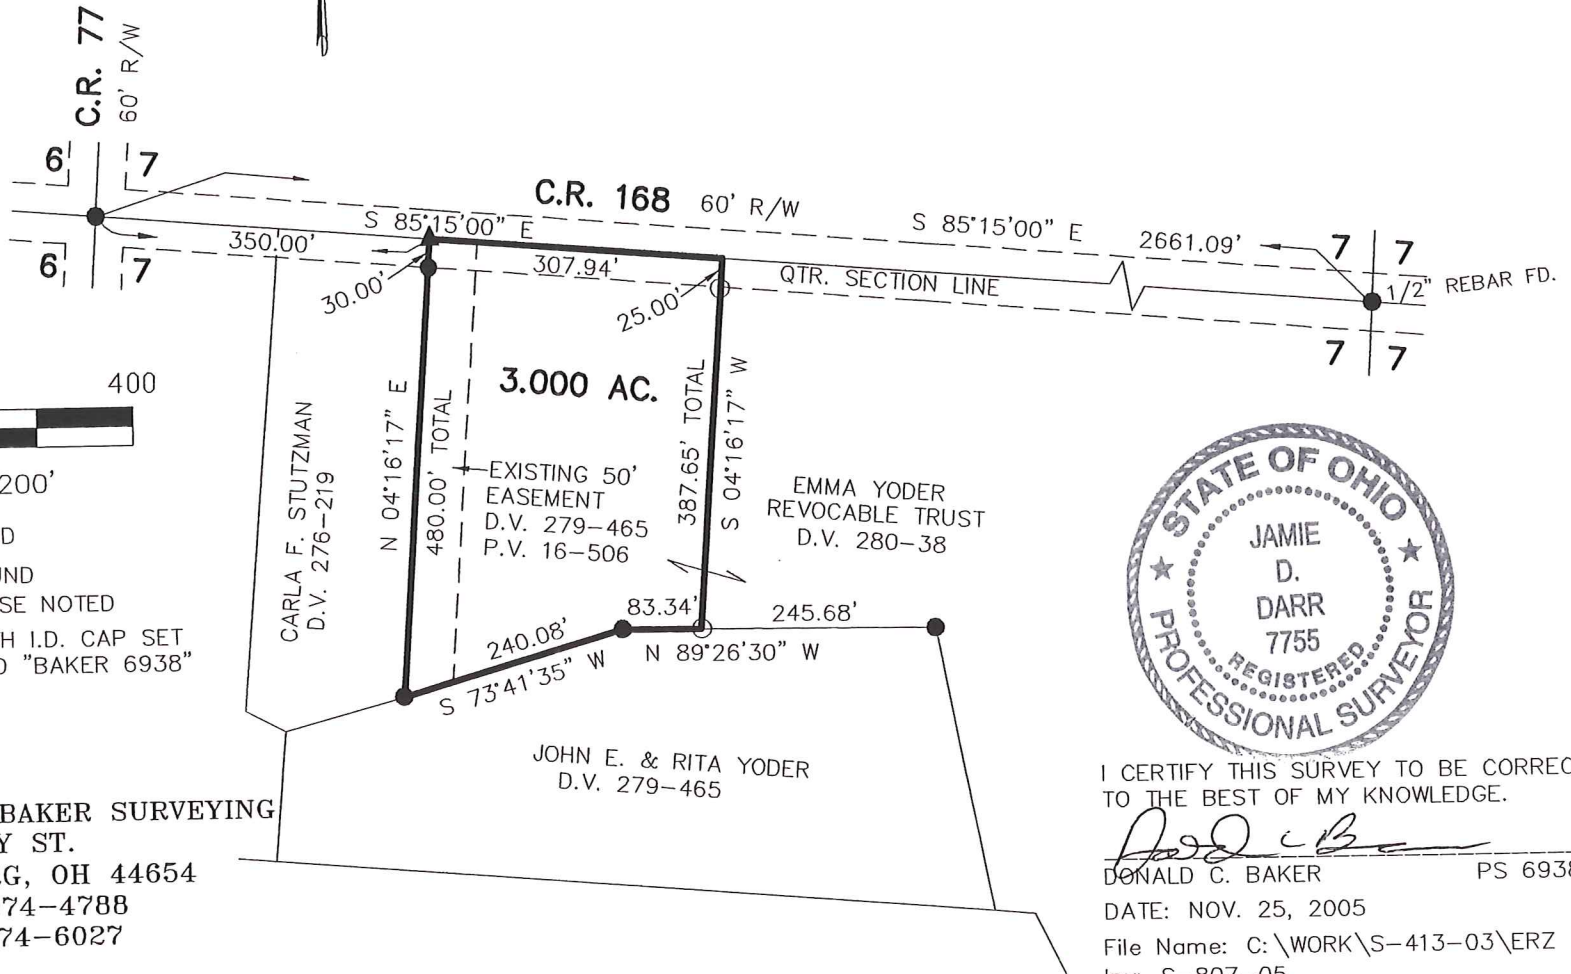 C.R. 77
60' R/W
6 7
6 7
C.R. 168 60' R/W
S 85°15'00" E
S 85°15'00" E
2661.09'
7 7
1/2" REBAR FD.
7 7
350.00'
307.94'
QTR. SECTION LINE
30.00'
25.00'
3.000 AC.
400
200'
D
UND
SE NOTED
H I.D. CAP SET
D "BAKER 6938"
CARLA F. STUTZMAN
D.V. 276-219
N 04°16'17" E
480.00' TOTAL
EXISTING 50'
EASEMENT
D.V. 279-465
P.V. 16-506
387.65' TOTAL
S 04°16'17" W
EMMA YODER
REVOCABLE TRUST
D.V. 280-38
83.34'
245.68'
240.08'
S 73°41'35" W
N 89°26'30" W
JOHN E. & RITA YODER
D.V. 279-465
BAKER SURVEYING
Y ST.
G, OH 44654
74-4788
74-6027
STATE OF OHIO
JAMIE
D.
DARR
7755
REGISTERED
PROFESSIONAL SURVEYOR
I CERTIFY THIS SURVEY TO BE CORREC
TO THE BEST OF MY KNOWLEDGE.
DONALD C. BAKER PS 6938
DATE: NOV. 25, 2005
File Name: C:\WORK\S-413-03\ERZ
S-807-05